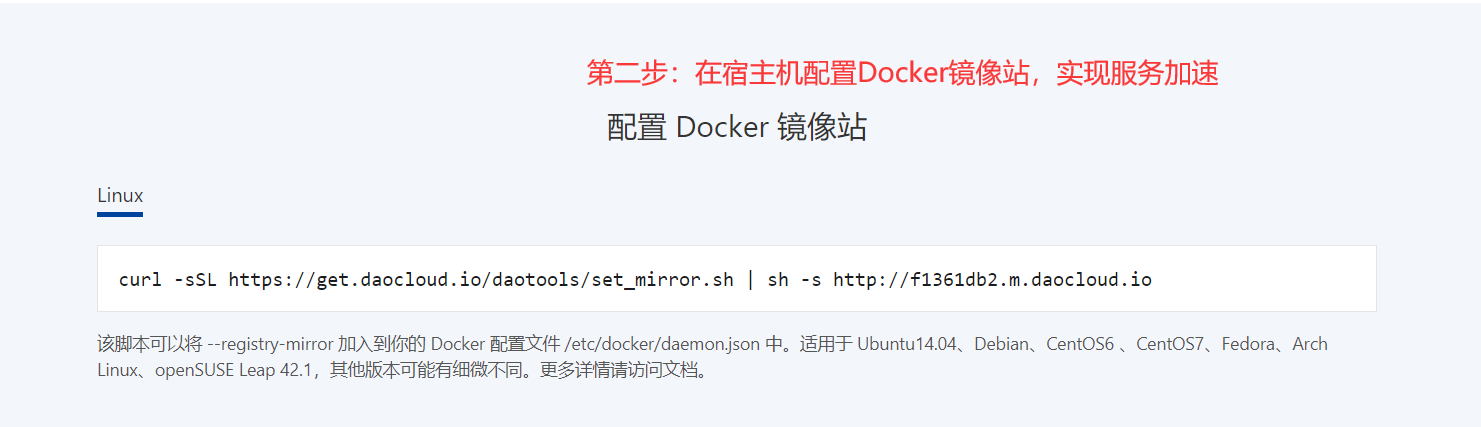 第二步：在宿主机配置Docker镜像站，实现服务加速
配置 Docker 镜像站
Linux
curl -sSL https://get.daocloud.io/daotools/set_mirror.sh | sh -s http://f1361db2.m.daocloud.io
该脚本可以将 --registry-mirror 加入到你的 Docker 配置文件 /etc/docker/daemon.json 中。适用于 Ubuntu14.04、Debian、CentOS6 、CentOS7、Fedora、Arch
Linux、openSUSE Leap 42.1，其他版本可能有细微不同。更多详情请访问文档。